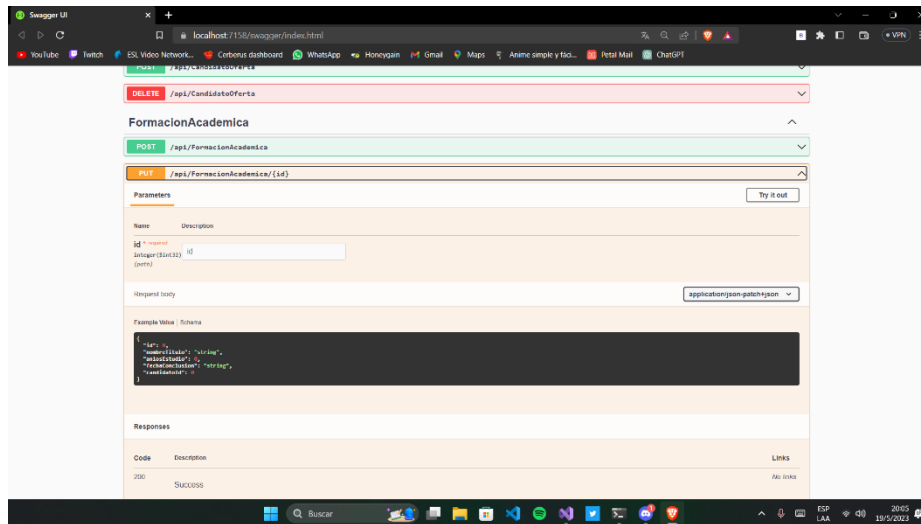 Swagger UI
localhost:7158/swagger/index.html
VPN
YouTube Twitch ESL Video Network... Cerberus dashboard WhatsApp Honeygain Gmail Maps Anime simple y fáci... Petal Mail ChatGPT
POST /api/CandidatoOferta
DELETE /api/CandidatoOferta
FormacionAcademica
POST /api/FormacionAcademica
PUT /api/FormacionAcademica/{id}
Parameters Try it out
Name Description
id * required
integer($int32) id
(path)
Request body application/json-patch+json
Example Value | Schema
{
"id": 0,
"nombreTitulo": "string",
"aniosEstudio": 0,
"fechaConclusion": "string",
"candidatoId": 0
}
Responses
Code Description Links
200 No links
Success
Buscar
ESP 20:05
LAA 19/5/2023